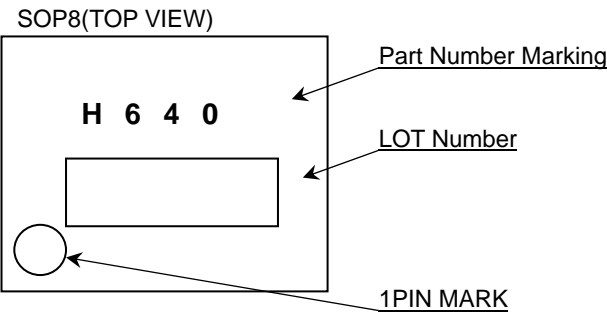 SOP8(TOP VIEW)
Part Number Marking
H 6 4 0
LOT Number
1PIN MARK